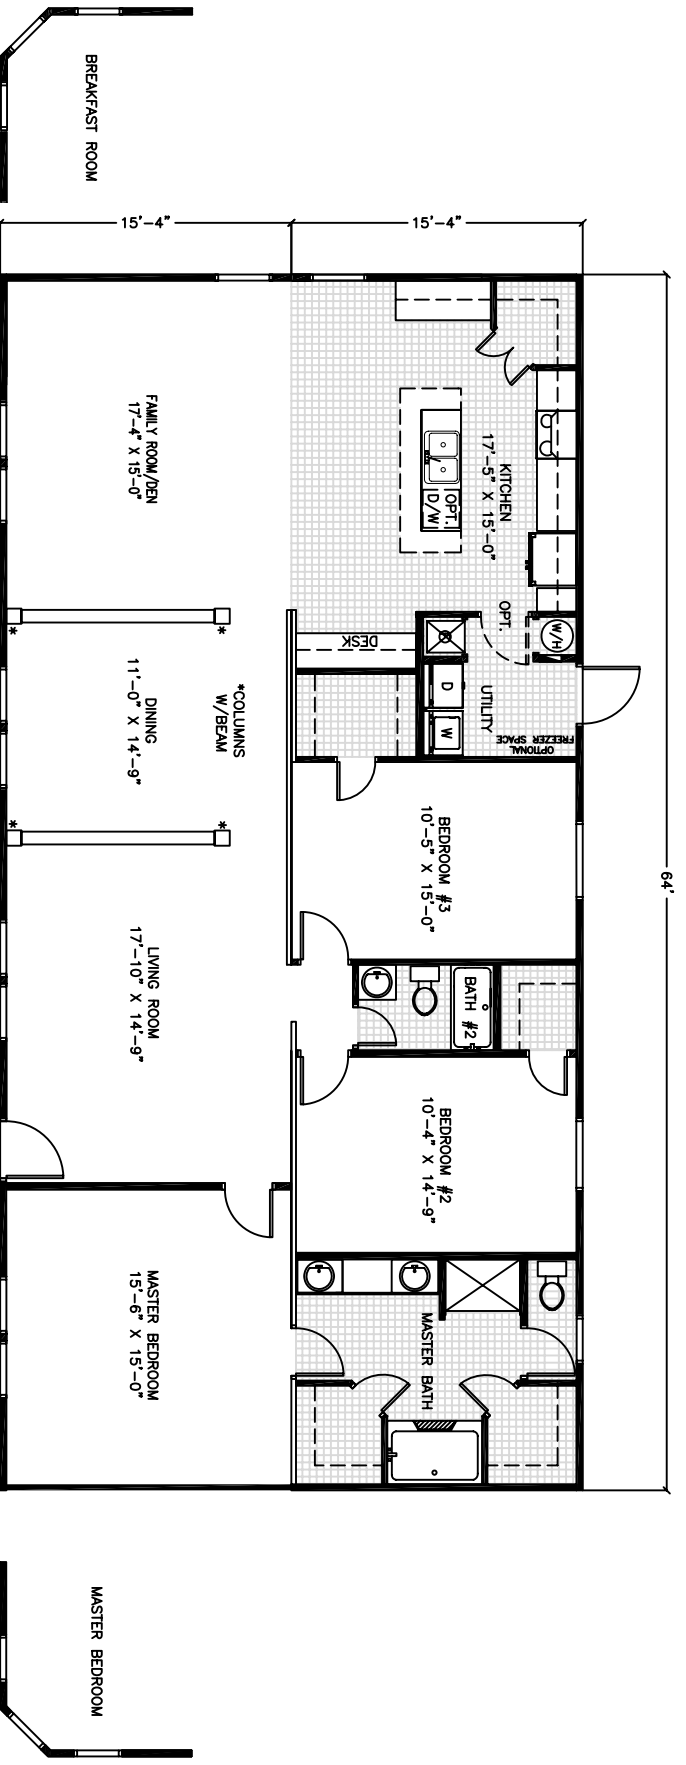 BREAKFAST ROOM
15'-4"
15'-4"
64'
FAMILY ROOM/DEN
17'-4" X 15'-0"
KITCHEN
17'-5" X 15'-0"
OPT.
D/W
OPT.
W/H
DESK
D
W
UTILITY
OPTIONAL
FREEZER SPACE
*
*
*COLUMNS
W/BEAM
DINING
11'-0" X 14'-9"
*
*
BEDROOM #3
10'-5" X 15'-0"
LIVING ROOM
17'-10" X 14'-9"
BATH #2
BEDROOM #2
10'-4" X 14'-9"
MASTER BEDROOM
15'-6" X 15'-0"
MASTER BATH
MASTER BEDROOM